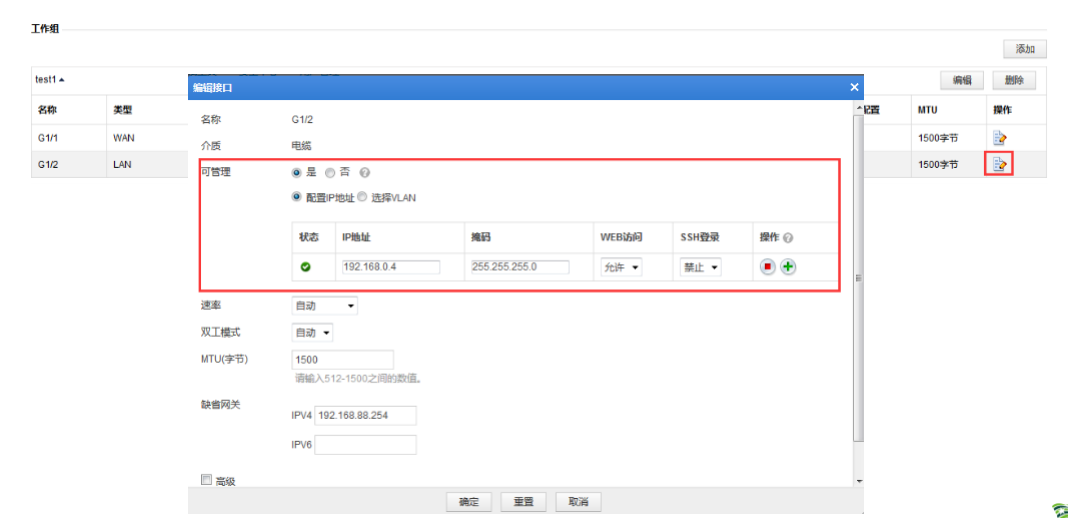 工作组
添加
test1
编辑 删除
编辑接口
名称 类型 配置 MTU 操作
G1/1 WAN 1500字节
G1/2 LAN 1500字节
名称 G1/2
介质 电缆
可管理 是 否
配置IP地址 选择VLAN
状态 IP地址 掩码 WEB访问 SSH登录 操作
192.168.0.4 255.255.255.0 允许 禁止
速率 自动
双工模式 自动
MTU(字节) 1500
请输入512-1500之间的数值。
缺省网关
IPV4 192.168.88.254
IPV6
高级
确定 重置 取消